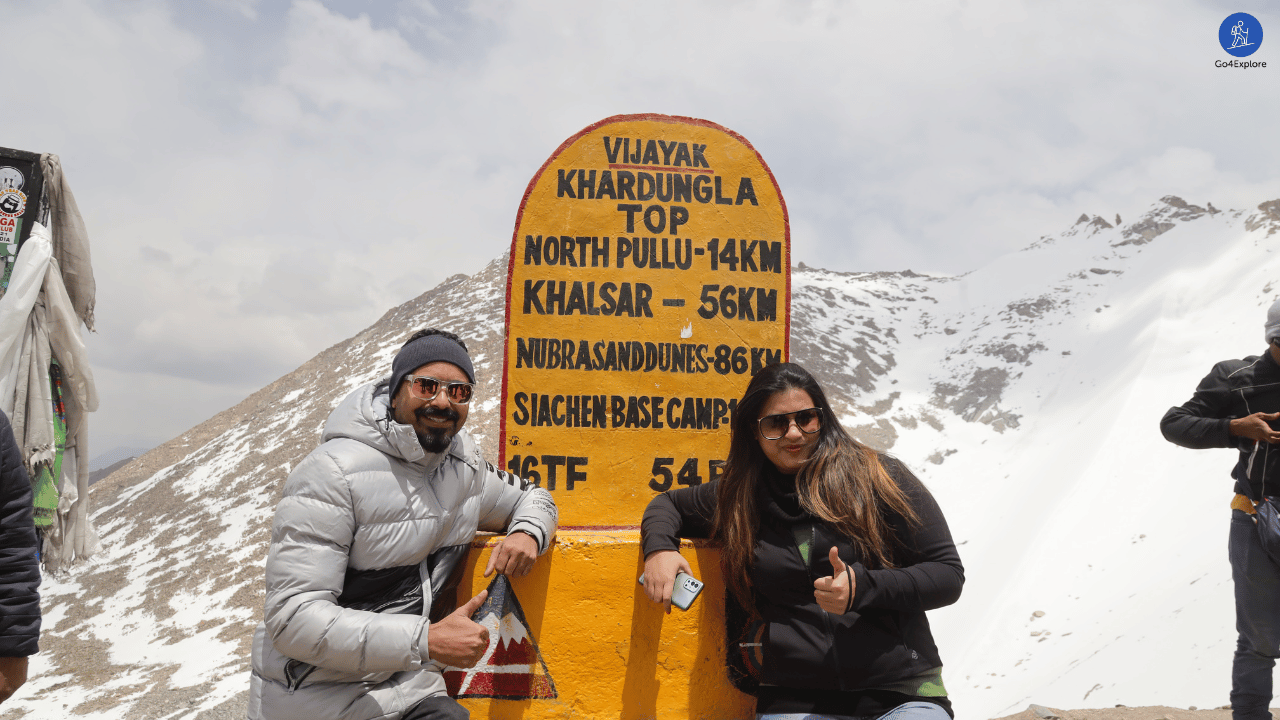 VIJAYAK
KHARDUNGLA
TOP
NORTH PULLU-14KM
KHALSAR - 56KM
NUBRASANDDUNES-86KM
SIACHEN BASE CAMP-
16TF 54
Go4Explore